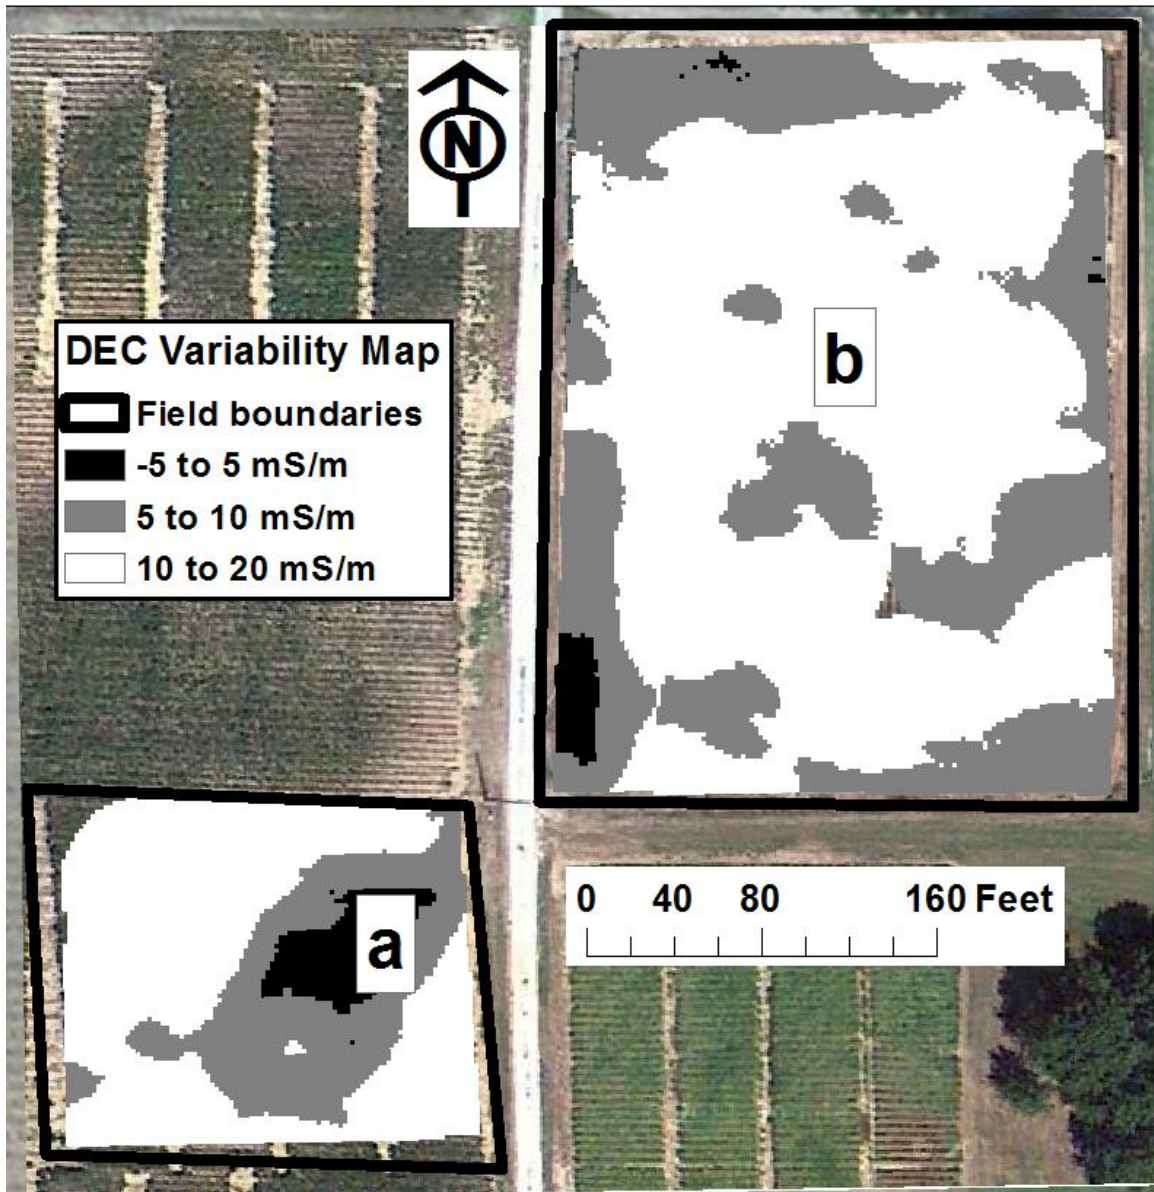 N
DEC Variability Map
Field boundaries
-5 to 5 mS/m
5 to 10 mS/m
10 to 20 mS/m
b
a
0 40 80 160 Feet